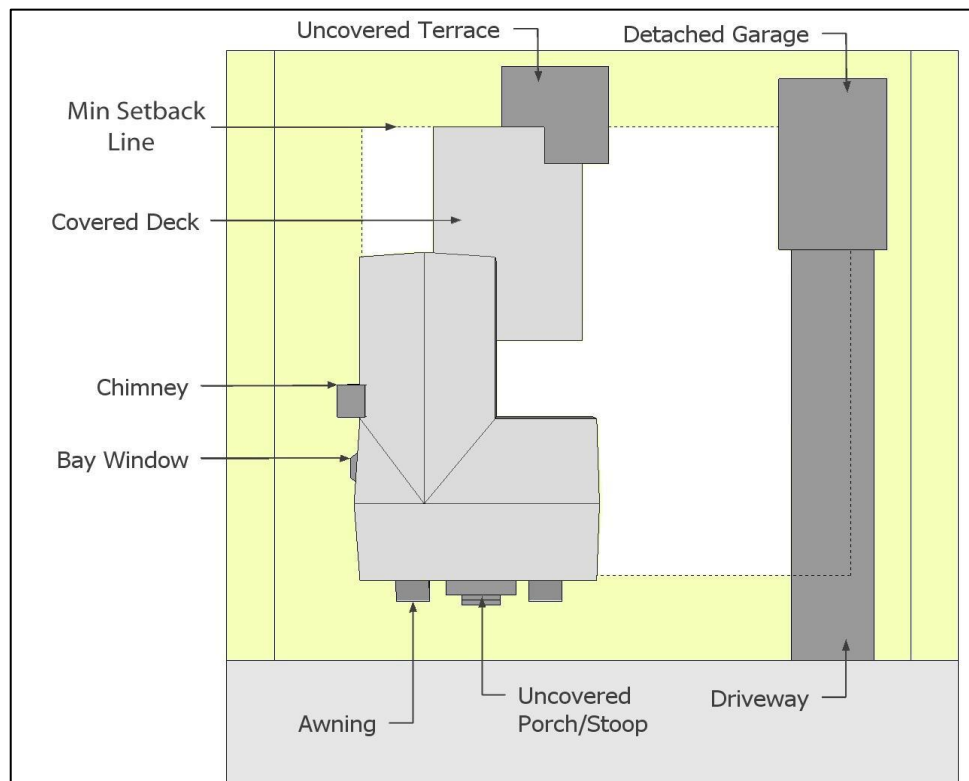 Uncovered Terrace
Detached Garage
Min Setback
Line
Covered Deck
Chimney
Bay Window
Awning
Uncovered
Porch/Stoop
Driveway